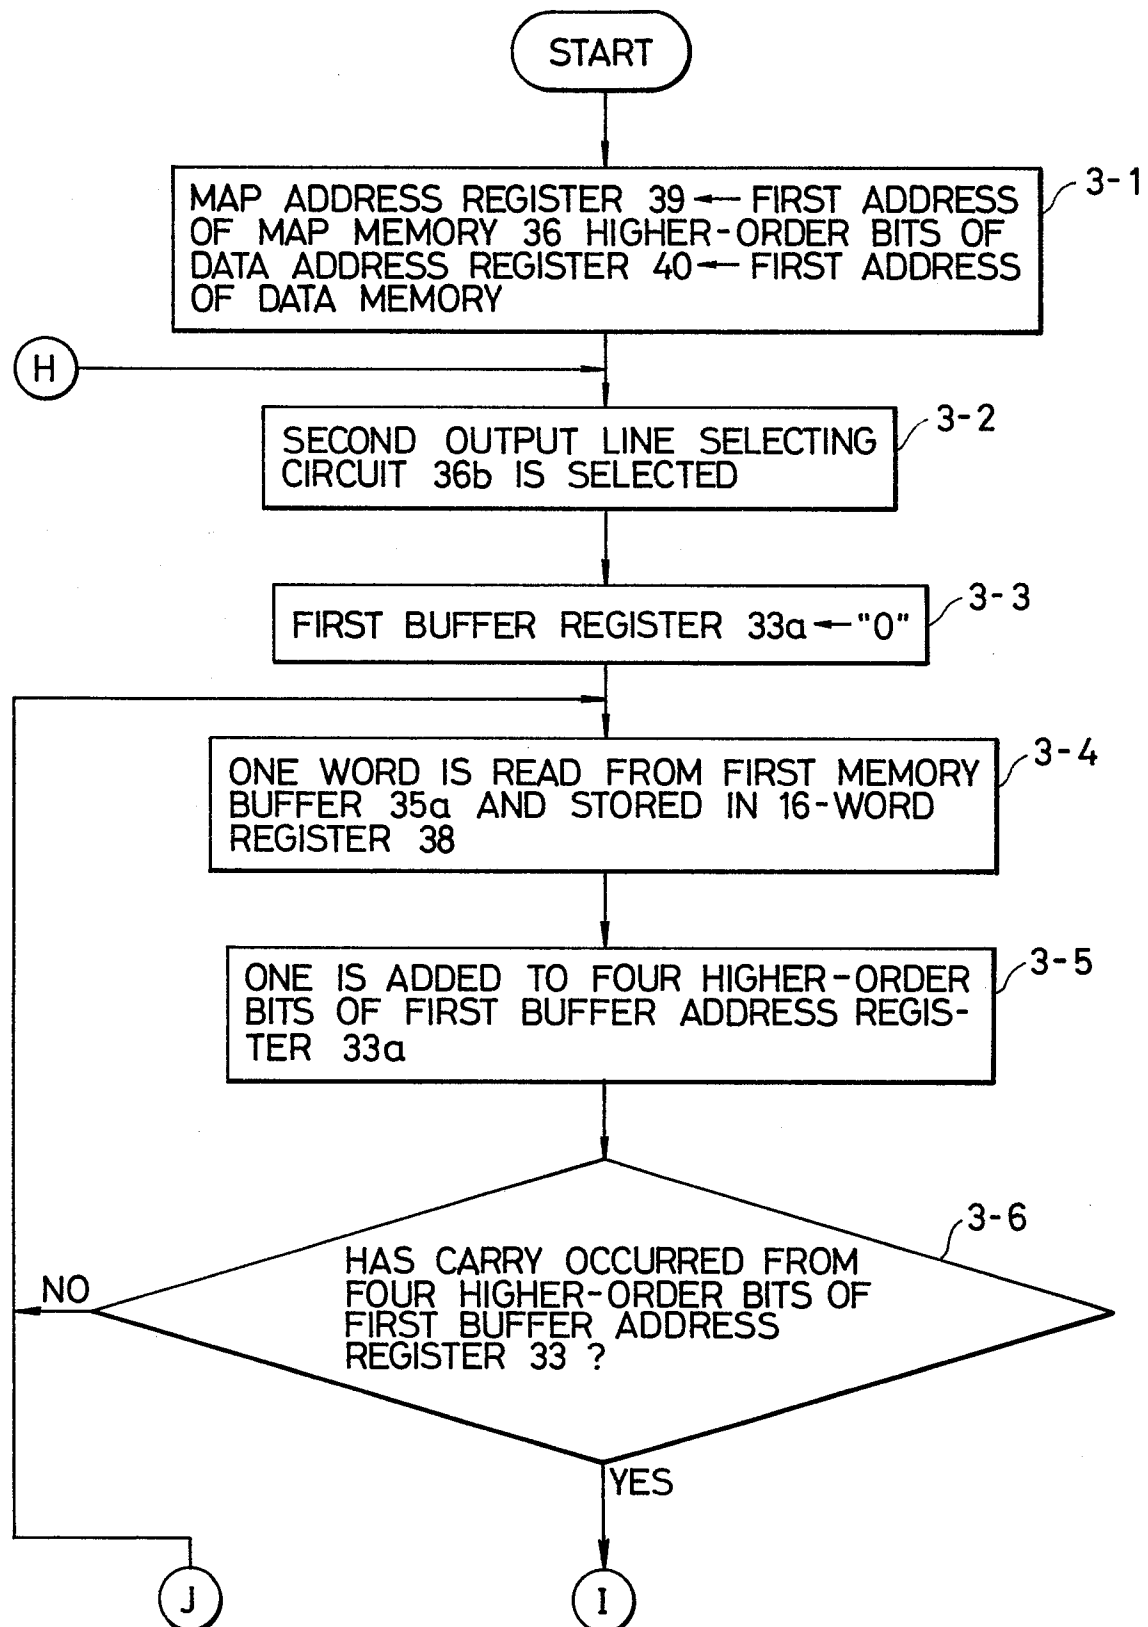 START
3-1
MAP ADDRESS REGISTER 39 ← FIRST ADDRESS
OF MAP MEMORY 36 HIGHER-ORDER BITS OF
DATA ADDRESS REGISTER 40 ← FIRST ADDRESS
OF DATA MEMORY
H
3-2
SECOND OUTPUT LINE SELECTING
CIRCUIT 36b IS SELECTED
3-3
FIRST BUFFER REGISTER 33a ← "0"
3-4
ONE WORD IS READ FROM FIRST MEMORY
BUFFER 35a AND STORED IN 16-WORD
REGISTER 38
3-5
ONE IS ADDED TO FOUR HIGHER-ORDER
BITS OF FIRST BUFFER ADDRESS REGIS-
TER 33a
3-6
HAS CARRY OCCURRED FROM
FOUR HIGHER-ORDER BITS OF
FIRST BUFFER ADDRESS
REGISTER 33 ?
NO
YES
J
I